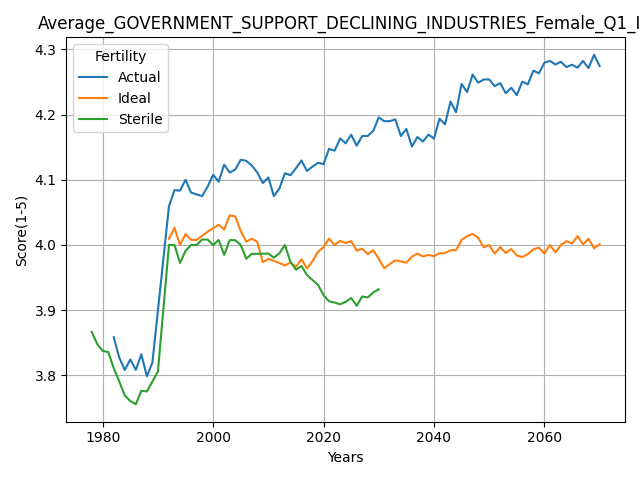 Average_GOVERNMENT_SUPPORT_DECLINING_INDUSTRIES_Female_Q1_I
Fertility
Actual
Ideal
Sterile
4.3
4.2
4.1
4.0
3.9
3.8
Score(1-5)
1980 2000 2020 2040 2060
Years